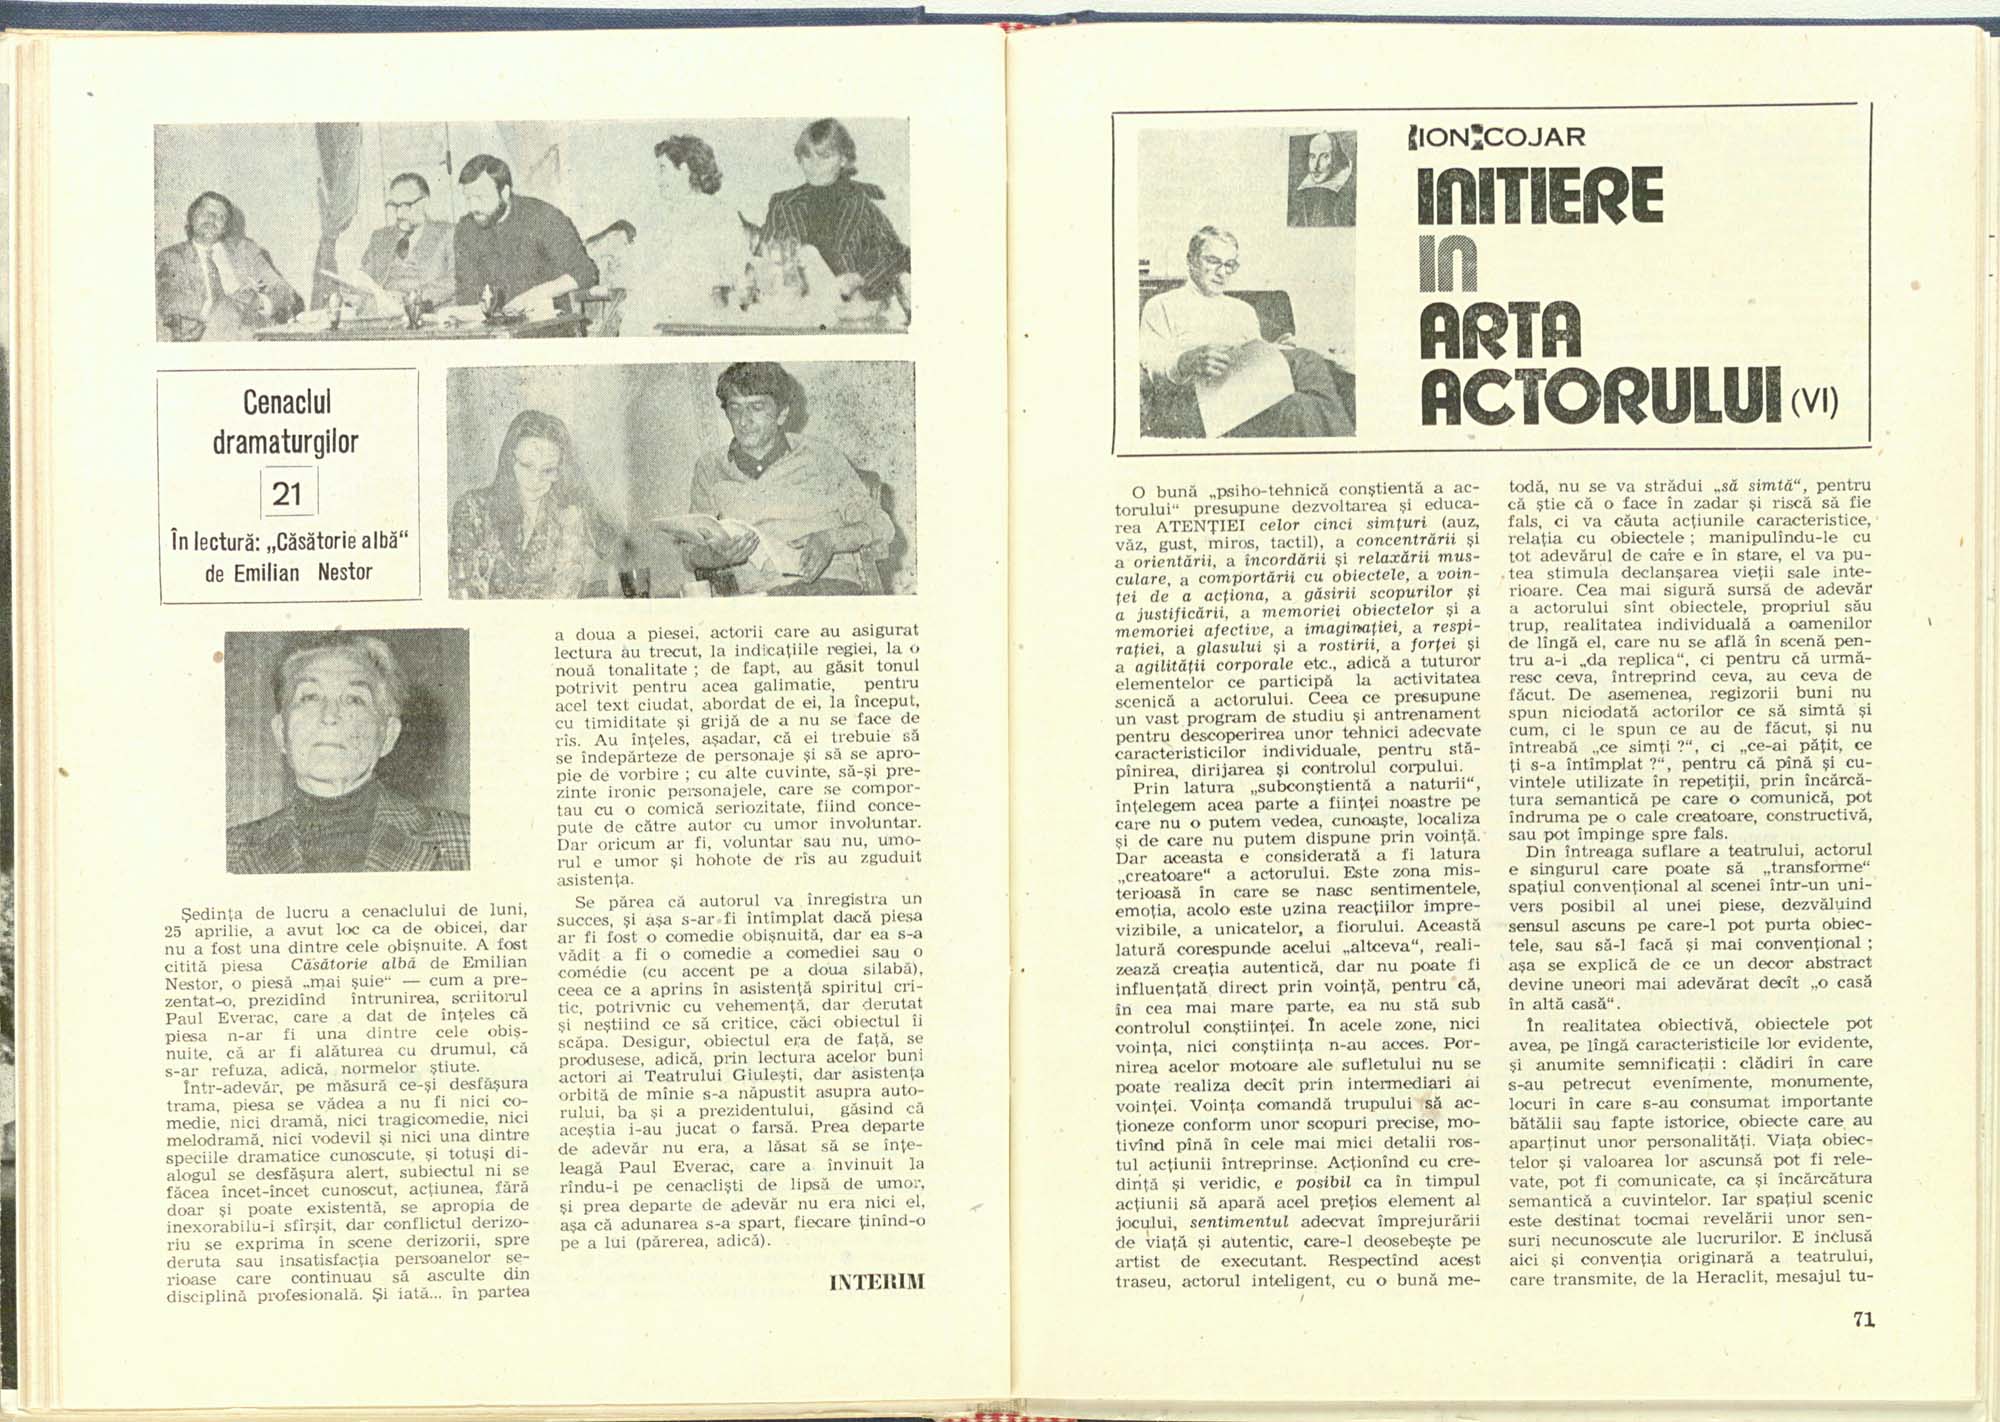 Cenaclul
dramaturgilor
21
În lectură: „Căsătorie albă“
de Emilian Nestor
Ședința de lucru a cenaclului de luni,
25 aprilie, a avut loc ca de obicei, dar
nu a fost una dintre cele obișnuite. A fost
citită piesa Căsătorie albă de Emilian
Nestor, o piesă „mai șuie“ — cum a pre-
zentat-o, prezidînd întrunirea, scriitorul
Paul Everac, care a dat de înțeles că
piesa n-ar fi una dintre cele obiș-
nuite, că ar fi alăturea cu drumul, că
s-ar refuza, adică, normelor știute.
Într-adevăr, pe măsură ce-și desfășura
trama, piesa se vădea a nu fi nici co-
medie, nici dramă, nici tragicomedie, nici
melodramă, nici vodevil și nici una dintre
speciile dramatice cunoscute, și totuși di-
alogul se desfășura alert, subiectul ni se
făcea încet-încet cunoscut, acțiunea, fără
doar și poate existentă, se apropia de
inexorabilu-i sfîrșit, dar conflictul derizo-
riu se exprima în scene derizorii, spre
deruta sau insatisfacția persoanelor se-
rioase care continuau să asculte din
disciplină profesională. Și iată... în partea
a doua a piesei, actorii care au asigurat
lectura au trecut, la indicațiile regiei, la o
nouă tonalitate ; de fapt, au găsit tonul
potrivit pentru acea galimatie, pentru
acel text ciudat, abordat de ei, la început,
cu timiditate și grijă de a nu se face de
rîs. Au înțeles, așadar, că ei trebuie să
se îndepărteze de personaje și să se apro-
pie de vorbire ; cu alte cuvinte, să-și pre-
zinte ironic personajele, care se compor-
tau cu o comică seriozitate, fiind conce-
pute de către autor cu umor involuntar.
Dar oricum ar fi, voluntar sau nu, umo-
rul e umor și hohote de rîs au zguduit
asistența.
Se părea că autorul va înregistra un
succes, și așa s-ar fi întîmplat dacă piesa
ar fi fost o comedie obișnuită, dar ea s-a
vădit a fi o comedie a comediei sau o
comédie (cu accent pe a doua silabă),
ceea ce a aprins în asistență spiritul cri-
tic, potrivnic cu vehemență, dar derutat
și neștiind ce să critice, căci obiectul îi
scăpa. Desigur, obiectul era de față, se
produsese, adică, prin lectura acelor buni
actori ai Teatrului Giulești, dar asistența
orbită de mînie s-a năpustit asupra auto-
rului, ba și a prezidentului, găsind că
aceștia i-au jucat o farsă. Prea departe
de adevăr nu era, a lăsat să se înțe-
leagă Paul Everac, care a învinuit la
rîndu-i pe cenacliști de lipsă de umor,
și prea departe de adevăr nu era nici el,
așa că adunarea s-a spart, fiecare ținînd-o
pe a lui (părerea, adică).
INTERIM
ION COJAR
INITIERE
IN
ARTA
ACTORULUI (VI)
O bună „psiho-tehnică conștientă a ac-
torului“ presupune dezvoltarea și educa-
rea ATENȚIEI celor cinci simțuri (auz,
văz, gust, miros, tactil), a concentrării și
a orientării, a încordării și relaxării mus-
culare, a comportării cu obiectele, a voin-
ței de a acționa, a găsirii scopurilor și
a justificării, a memoriei obiectelor și a
memoriei afective, a imaginației, a respi-
rației, a glasului și a rostirii, a forței și
a agilității corporale etc., adică a tuturor
elementelor ce participă la activitatea
scenică a actorului. Ceea ce presupune
un vast program de studiu și antrenament
pentru descoperirea unor tehnici adecvate
caracteristicilor individuale, pentru stă-
pînirea, dirijarea și controlul corpului.
Prin latura „subconștientă a naturii“,
înțelegem acea parte a ființei noastre pe
care nu o putem vedea, cunoaște, localiza
și de care nu putem dispune prin voință.
Dar aceasta e considerată a fi latura
„creatoare“ a actorului. Este zona mis-
terioasă în care se nasc sentimentele,
emoția, acolo este uzina reacțiilor impre-
vizibile, a unicatelor, a fiorului. Această
latură corespunde acelui „altceva“, reali-
zează creația autentică, dar nu poate fi
influențată direct prin voință, pentru că,
în cea mai mare parte, ea nu stă sub
controlul conștiinței. În acele zone, nici
voința, nici conștiința n-au acces. Por-
nirea acelor motoare ale sufletului nu se
poate realiza decît prin intermediari ai
voinței. Voința comandă trupului să ac-
ționeze conform unor scopuri precise, mo-
tivînd pînă în cele mai mici detalii ros-
tul acțiunii întreprinse. Acționînd cu cre-
dință și veridic, e posibil ca în timpul
acțiunii să apară acel prețios element al
jocului, sentimentul adecvat împrejurării
de viață și autentic, care-l deosebește pe
artist de executant. Respectînd acest
traseu, actorul inteligent, cu o bună me-
todă, nu se va strădui „să simtă“, pentru
că știe că o face în zadar și riscă să fie
fals, ci va căuta acțiunile caracteristice,
relația cu obiectele ; manipulîndu-le cu
tot adevărul de care e în stare, el va pu-
tea stimula declanșarea vieții sale inte-
rioare. Cea mai sigură sursă de adevăr
a actorului sînt obiectele, propriul său
trup, realitatea individuală a oamenilor
de lîngă el, care nu se află în scenă pen-
tru a-i „da replica“, ci pentru că urmă-
resc ceva, întreprind ceva, au ceva de
făcut. De asemenea, regizorii buni nu
spun niciodată actorilor ce să simtă și
cum, ci le spun ce au de făcut, și nu
întreabă „ce simți ?“, ci „ce-ai pățit, ce
ți s-a întîmplat ?“, pentru că pînă și cu-
vintele utilizate în repetiții, prin încărcă-
tura semantică pe care o comunică, pot
îndruma pe o cale creatoare, constructivă,
sau pot împinge spre fals.
Din întreaga suflare a teatrului, actorul
e singurul care poate să „transforme“
spațiul convențional al scenei într-un uni-
vers posibil al unei piese, dezvăluind
sensul ascuns pe care-l pot purta obiec-
tele, sau să-l facă și mai convențional ;
așa se explică de ce un decor abstract
devine uneori mai adevărat decît „o casă
în altă casă“.
În realitatea obiectivă, obiectele pot
avea, pe lîngă caracteristicile lor evidente,
și anumite semnificații : clădiri în care
s-au petrecut evenimente, monumente,
locuri în care s-au consumat importante
bătălii sau fapte istorice, obiecte care au
aparținut unor personalități. Viața obiec-
telor și valoarea lor ascunsă pot fi rele-
vate, pot fi comunicate, ca și încărcătura
semantică a cuvintelor. Iar spațiul scenic
este destinat tocmai revelării unor sen-
suri necunoscute ale lucrurilor. E inclusă
aici și convenția originară a teatrului,
care transmite, de la Heraclit, mesajul tu-
71